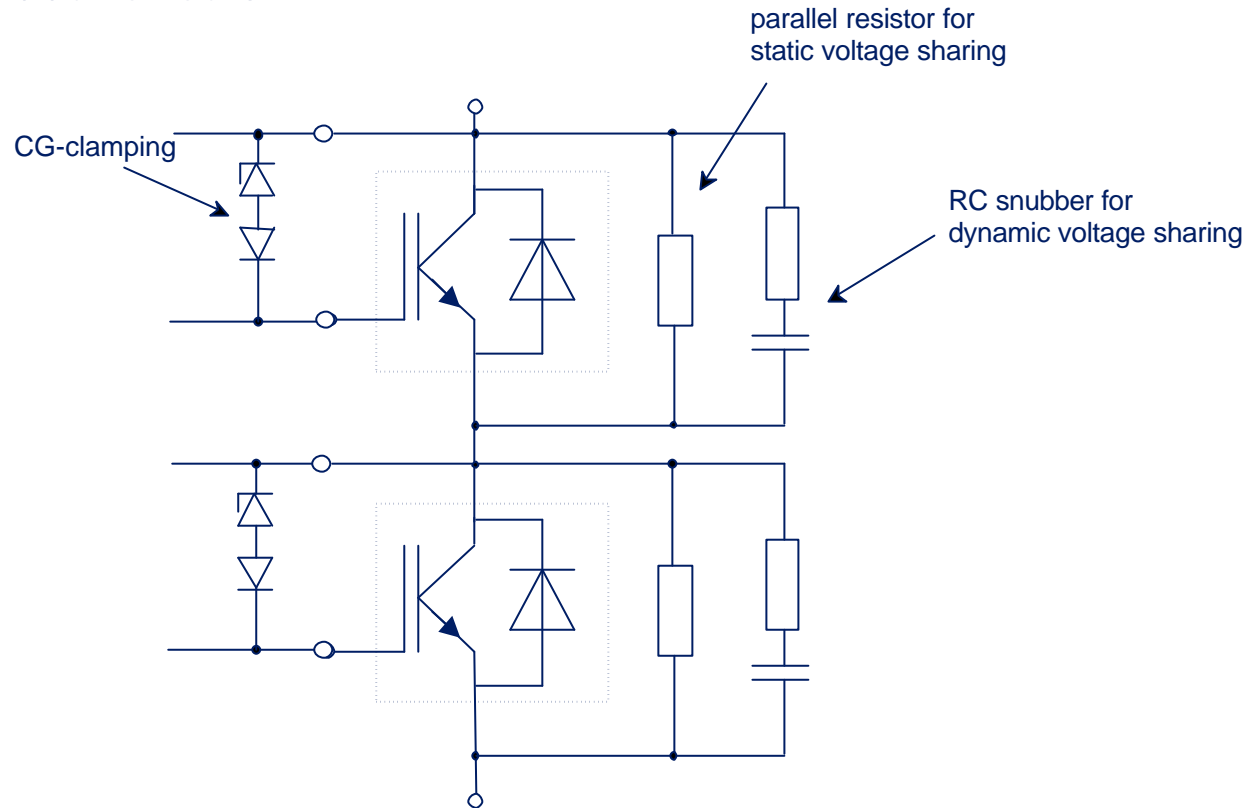 parallel resistor for
static voltage sharing
CG-clamping
RC snubber for
dynamic voltage sharing